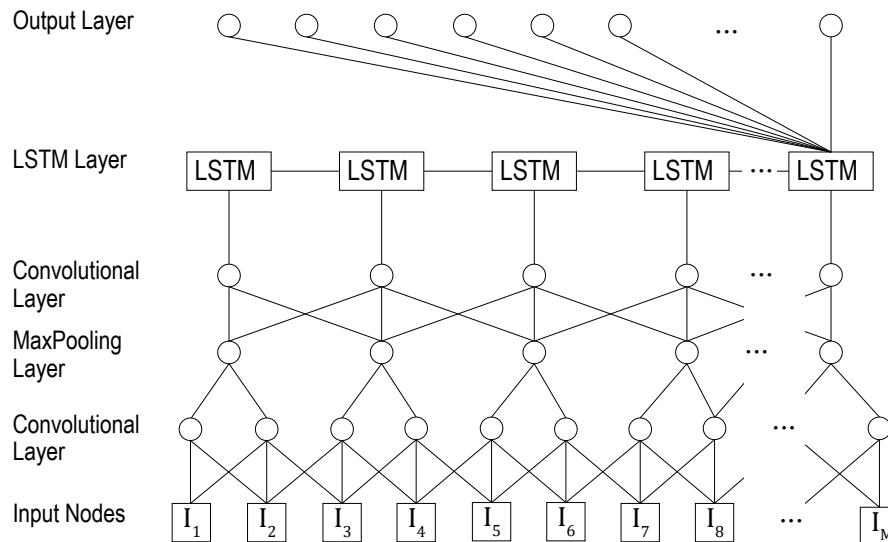 Output Layer
...
LSTM Layer
LSTM LSTM LSTM LSTM ... LSTM
Convolutional
Layer
...
MaxPooling
Layer
...
Convolutional
Layer
...
Input Nodes
I₁ I₂ I₃ I₄ I₅ I₆ I₇ I₈ ... I_M